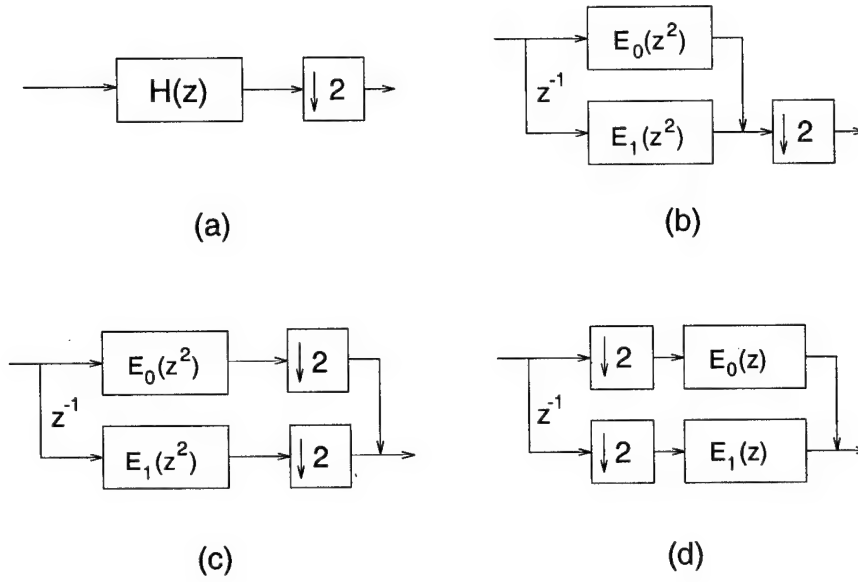 H(z)
↓ 2
(a)
E₀(z²)
z⁻¹
E₁(z²)
↓ 2
(b)
E₀(z²)
↓ 2
z⁻¹
E₁(z²)
↓ 2
(c)
↓ 2
E₀(z)
z⁻¹
↓ 2
E₁(z)
(d)